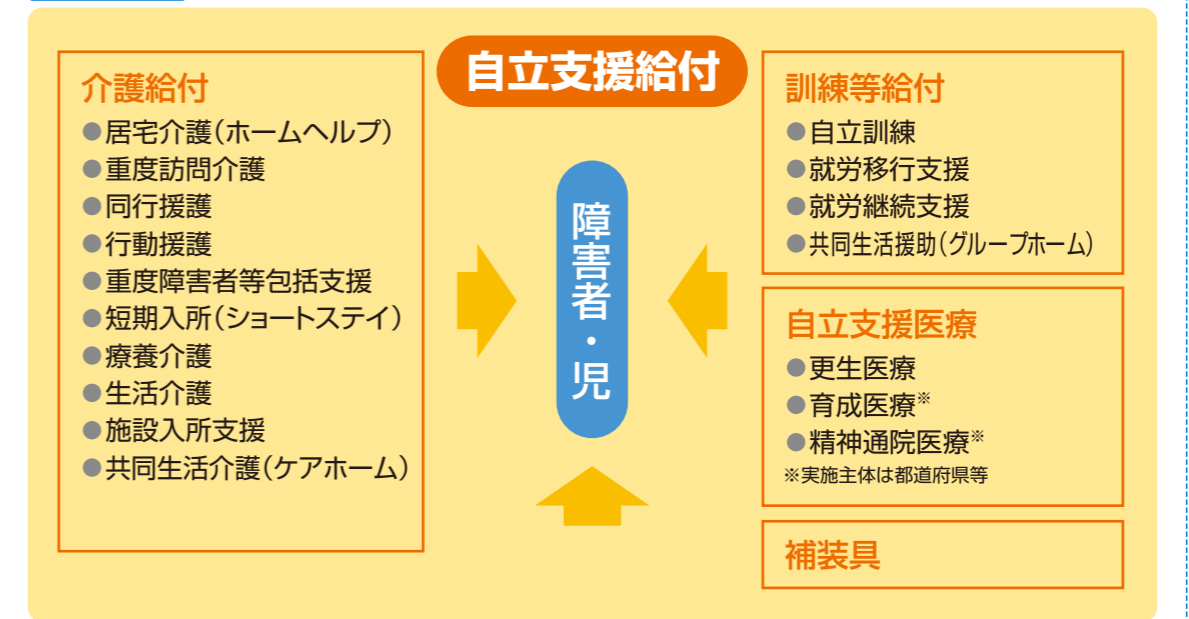 自立支援給付
介護給付
●居宅介護（ホームヘルプ）
●重度訪問介護
●同行援護
●行動援護
●重度障害者等包括支援
●短期入所（ショートステイ）
●療養介護
●生活介護
●施設入所支援
●共同生活介護（ケアホーム）
障害者・児
訓練等給付
●自立訓練
●就労移行支援
●就労継続支援
●共同生活援助（グループホーム）
自立支援医療
●更生医療
●育成医療※
●精神通院医療※
※実施主体は都道府県等
補装具